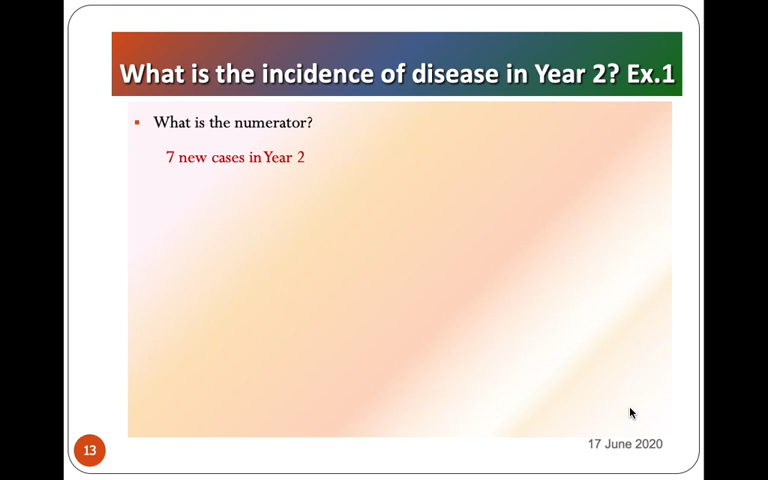 What is the incidence of disease in Year 2? Ex.1
▪ What is the numerator?
7 new cases in Year 2
13
17 June 2020